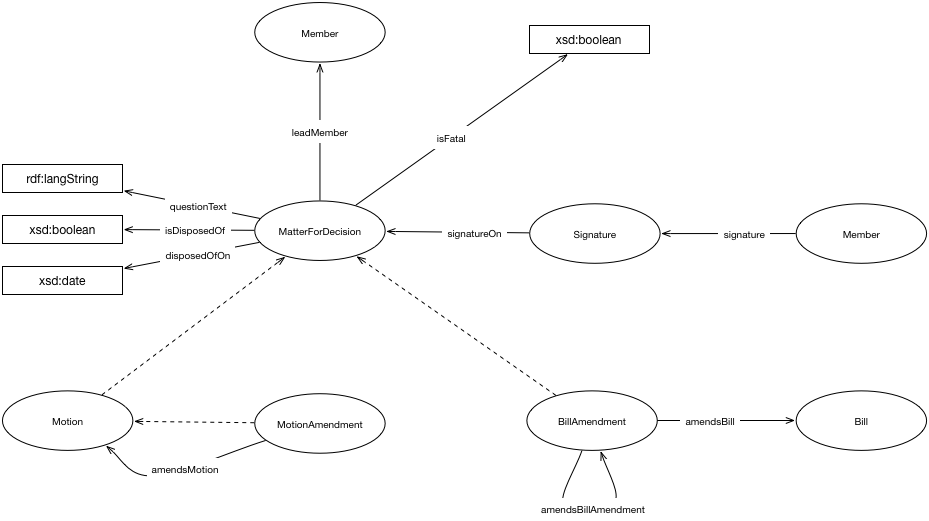 Member
xsd:boolean
leadMember
isFatal
rdf:langString
questionText
xsd:boolean
isDisposedOf
MatterForDecision
signatureOn
Signature
signature
Member
disposedOfOn
xsd:date
Motion
MotionAmendment
BillAmendment
amendsBill
Bill
amendsMotion
amendsBillAmendment